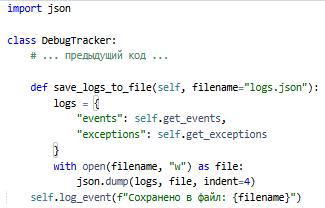 import json
class DebugTracker:
    # ... предыдущий код ...
    def save_logs_to_file(self, filename="logs.json"):
        logs = {
            "events": self.get_events,
            "exceptions": self.get_exceptions
        }
        with open(filename, "w") as file:
            json.dump(logs, file, indent=4)
    self.log_event(f"Сохранено в файл: {filename}")